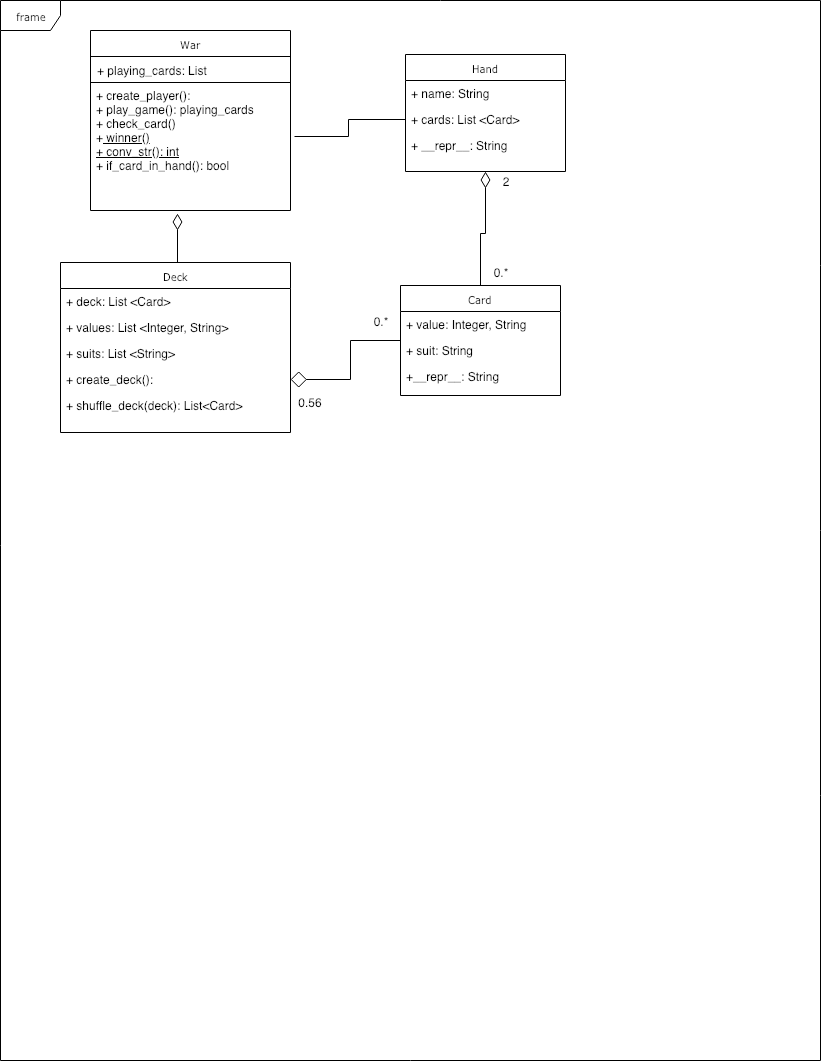 frame
War
+ playing_cards: List
+ create_player():
+ play_game(): playing_cards
+ check_card()
+ winner()
+ conv_str(): int
+ if_card_in_hand(): bool
Hand
+ name: String
+ cards: List <Card>
+ __repr__: String
2
0.*
Deck
+ deck: List <Card>
+ values: List <Integer, String>
+ suits: List <String>
+ create_deck():
+ shuffle_deck(deck): List<Card>
0.*
0.56
Card
+ value: Integer, String
+ suit: String
+__repr__: String